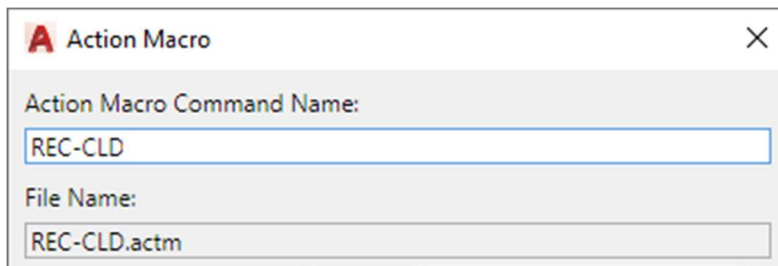 Action Macro
Action Macro Command Name:
REC-CLD
File Name:
REC-CLD.actm